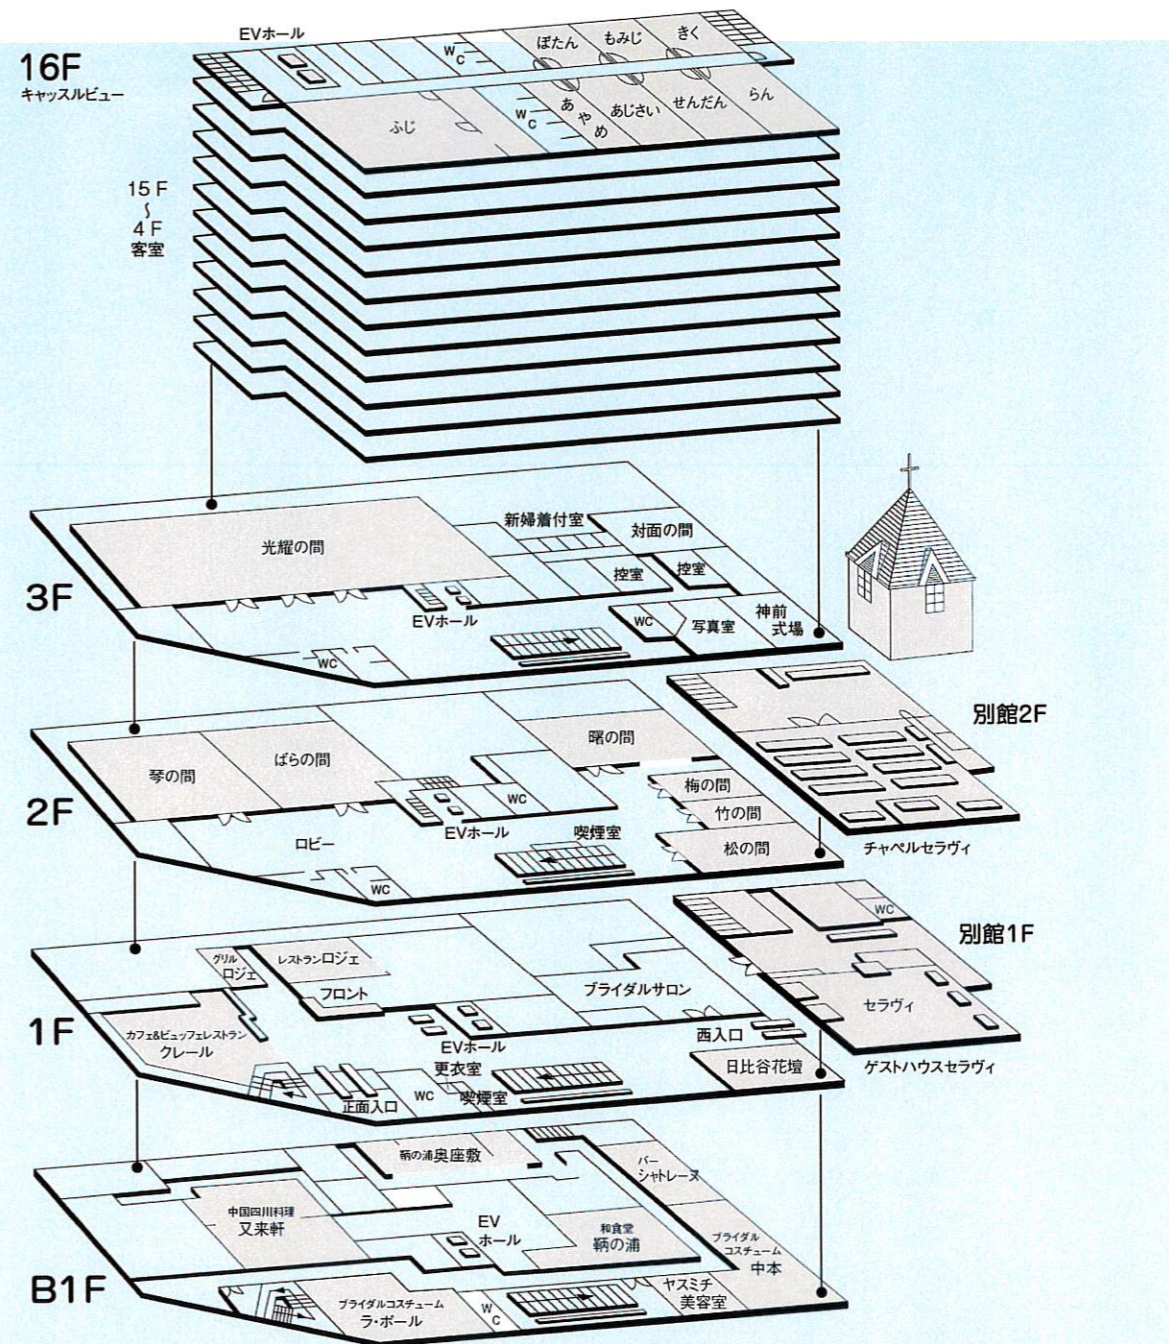 16F
キャッスルビュー
EVホール
WC
ぼたん
もみじ
きく
ふじ
WC
あやめ
あじさい
せんだん
らん
15F
〜
4F
客室
3F
光耀の間
新婦着付室
対面の間
控室
控室
EVホール
WC
写真室
神前
式場
WC
2F
琴の間
ばらの間
曙の間
WC
梅の間
竹の間
松の間
EVホール
喫煙室
ロビー
WC
別館2F
チャペルセラヴィ
1F
グリル
ロジェ
レストランロジェ
フロント
ブライダルサロン
カフェ&ビュッフェレストラン
クレール
EVホール
西入口
更衣室
日比谷花壇
WC
喫煙室
正面入口
別館1F
WC
セラヴィ
ゲストハウスセラヴィ
B1F
鞆の浦奥座敷
バー
シャトレーヌ
中国四川料理
又来軒
EV
ホール
和食堂
鞆の浦
ブライダル
コスチューム
中本
ヤスミチ
美容室
ブライダルコスチューム
ラ・ポール
WC